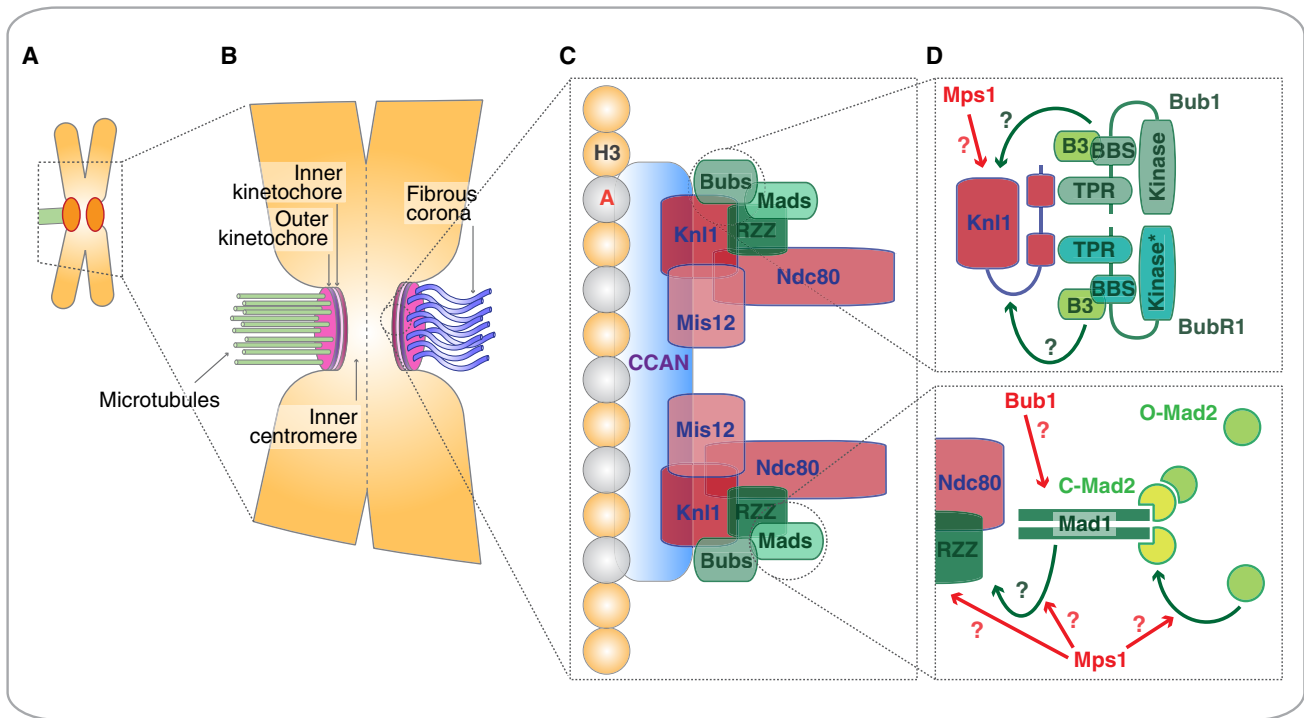 A
B
C
D
Inner
kinetochore
Outer
kinetochore
Fibrous
corona
Microtubules
Inner
centromere
H3
A
Bubs
Mads
Knl1
RZZ
Ndc80
Mis12
CCAN
Mis12
Ndc80
Knl1
RZZ
Mads
Bubs
Mps1
?
?
Bub1
B3
BBS
Kinase
TPR
Knl1
TPR
Kinase*
BBS
B3
BubR1
?
Bub1
?
O-Mad2
C-Mad2
Ndc80
Mad1
RZZ
?
?
?
?
Mps1